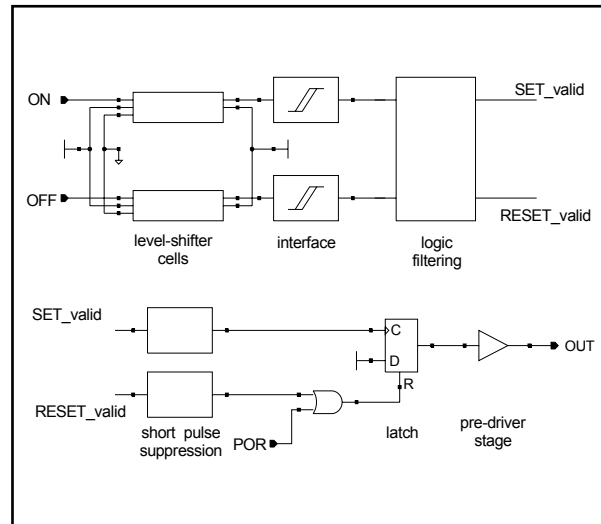 ON
SET_valid
OFF
RESET_valid
level-shifter
cells
interface
logic
filtering
SET_valid
C
D
R
OUT
RESET_valid
short pulse
suppression
POR
latch
pre-driver
stage